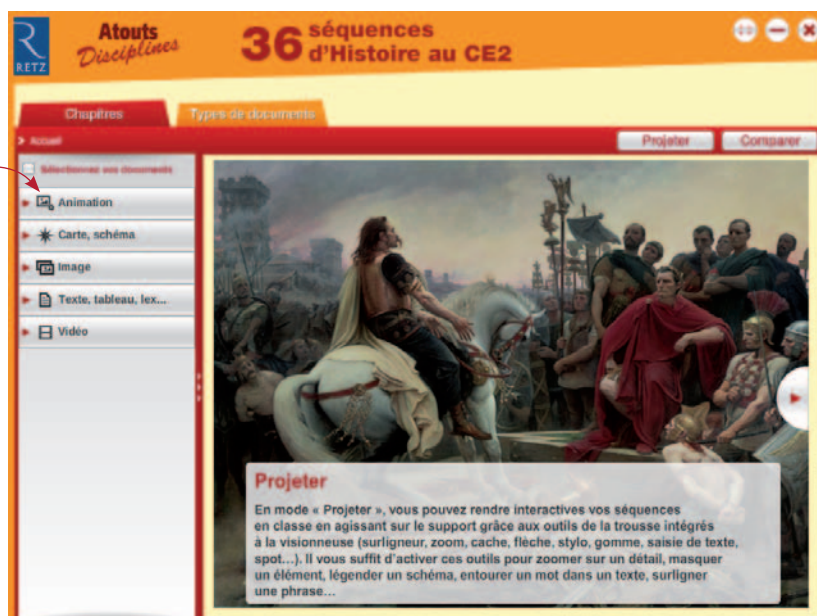 RETZ
Atouts
Disciplines
36 séquences
d'Histoire au CE2
Chapitres
Types de documents
Accueil
Projeter
Comparer
Sélectionnez vos documents
Animation
Carte, schéma
Image
Texte, tableau, lex...
Vidéo
Projeter
En mode « Projeter », vous pouvez rendre interactives vos séquences
en classe en agissant sur le support grâce aux outils de la trousse intégrés
à la visionneuse (surligneur, zoom, cache, flèche, stylo, gomme, saisie de texte,
spot...). Il vous suffit d'activer ces outils pour zoomer sur un détail, masquer
un élément, légender un schéma, entourer un mot dans un texte, surligner
une phrase...